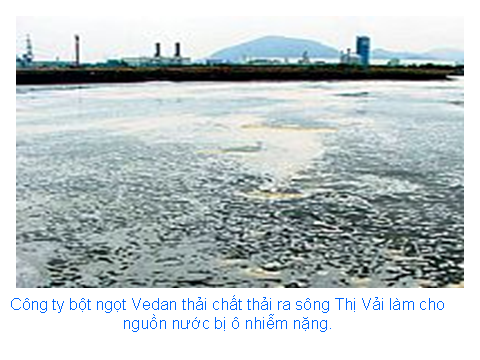 Công ty bột ngọt Vedan thải chất thải ra sông Thị Vải làm cho
nguồn nước bị ô nhiễm nặng.